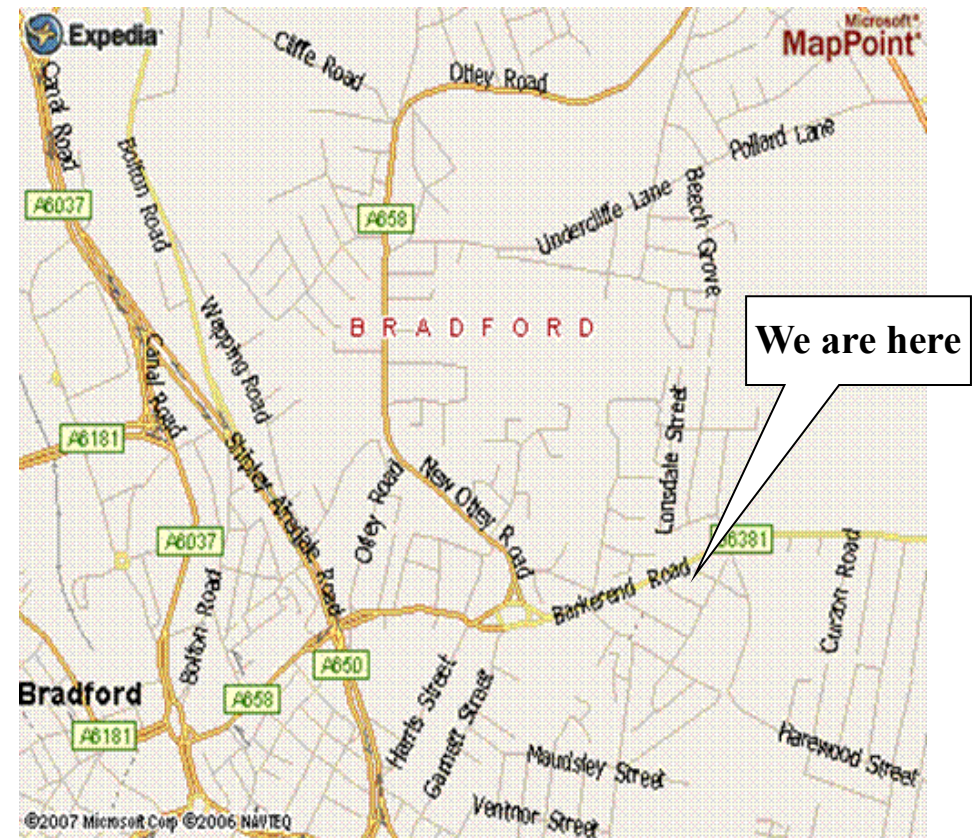 Expedia
Microsoft®
MapPoint®
Canal Road
Cliffe Road
Otley Road
Bolton Road
Pollard Lane
A6037
A658
Undercliffe Lane
Beech Grove
BRADFORD
We are here
Wapping Road
Canal Road
A6181
Shipley Airedale Road
Otley Road
New Otley Road
Lonsdale Street
A6037
6381
Barkerend Road
Curzon Road
Bolton Road
A650
Bradford
A658
Harris Street
Garnett Street
A6181
Maudsley Street
Harewood Street
Ventnor Street
©2007 Microsoft Corp ©2006 NAVTEQ